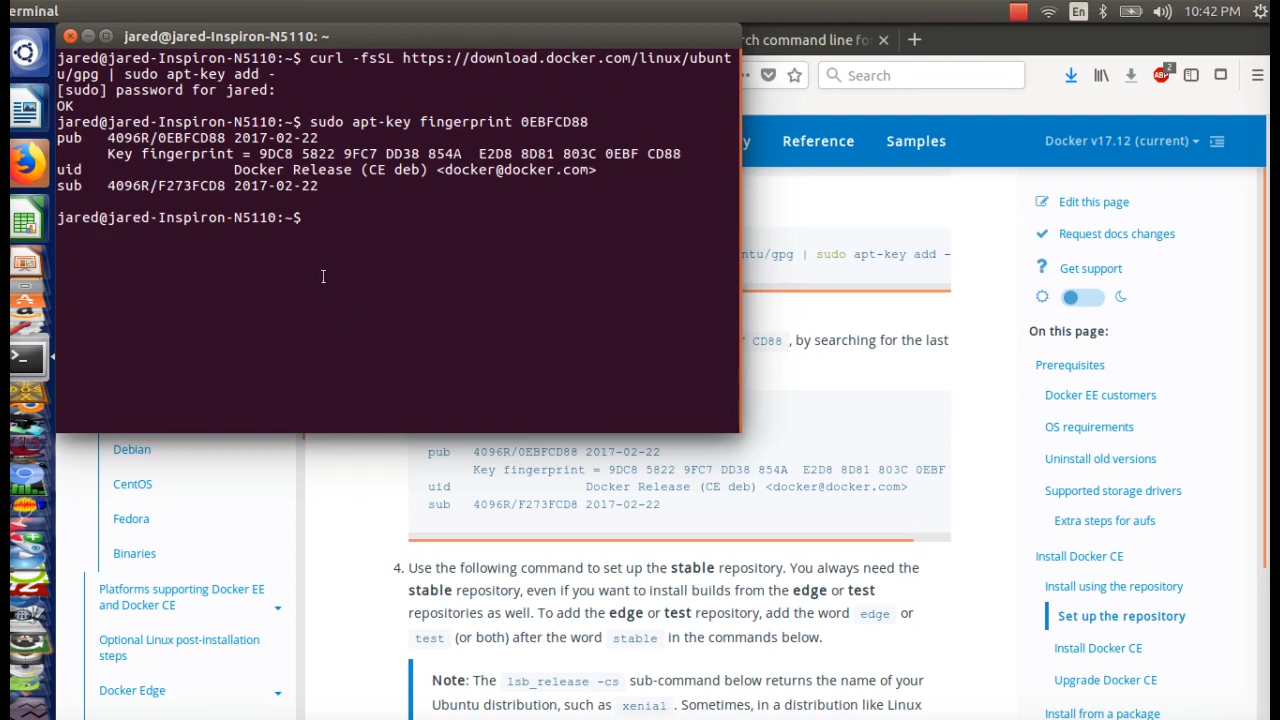 erminal
En
10:42 PM
jared@jared-Inspiron-N5110: ~
rch command line for
jared@jared-Inspiron-N5110:~$ curl -fsSL https://download.docker.com/linux/ubunt
u/gpg | sudo apt-key add -
[sudo] password for jared:
OK
jared@jared-Inspiron-N5110:~$ sudo apt-key fingerprint 0EBFCD88
pub   4096R/0EBFCD88 2017-02-22
      Key fingerprint = 9DC8 5822 9FC7 DD38 854A  E2D8 8D81 803C 0EBF CD88
uid                  Docker Release (CE deb) <docker@docker.com>
sub   4096R/F273FCD8 2017-02-22
jared@jared-Inspiron-N5110:~$
Search
ABP
2
y
Reference
Samples
Docker v17.12 (current)
ntu/gpg | sudo apt-key add -
CD88 , by searching for the last
pub   4096R/0EBFCD88 2017-02-22
      Key fingerprint = 9DC8 5822 9FC7 DD38 854A  E2D8 8D81 803C 0EBF
uid                  Docker Release (CE deb) <docker@docker.com>
sub   4096R/F273FCD8 2017-02-22
4. Use the following command to set up the stable repository. You always need the
stable repository, even if you want to install builds from the edge or test
repositories as well. To add the edge or test repository, add the word edge or
test (or both) after the word stable in the commands below.
Note: The lsb_release -cs sub-command below returns the name of your
Ubuntu distribution, such as xenial . Sometimes, in a distribution like Linux
Debian
CentOS
Fedora
Binaries
Platforms supporting Docker EE
and Docker CE
Optional Linux post-installation
steps
Docker Edge
Edit this page
Request docs changes
Get support
On this page:
Prerequisites
Docker EE customers
OS requirements
Uninstall old versions
Supported storage drivers
Extra steps for aufs
Install Docker CE
Install using the repository
Set up the repository
Install Docker CE
Upgrade Docker CE
Install from a package